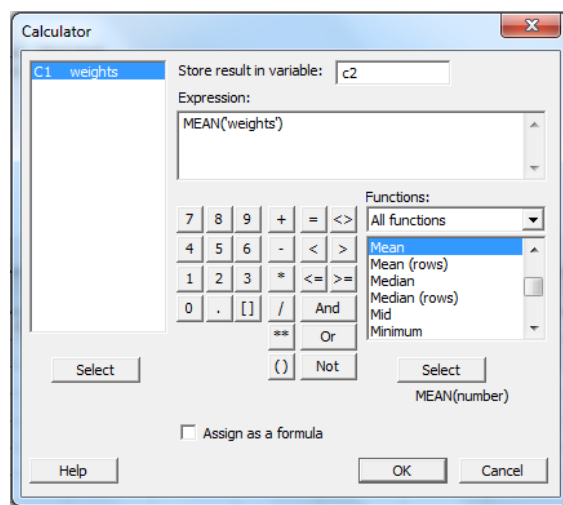 Calculator
x
C1 weights
Store result in variable: c2
Expression:
MEAN('weights')
Functions:
7 8 9 + = <> All functions
4 5 6 - < > Mean
Mean (rows)
1 2 3 * <= >= Median
Median (rows)
0 . [] / And Mid
** Or Minimum
Select () Not Select
MEAN(number)
Assign as a formula
Help OK Cancel